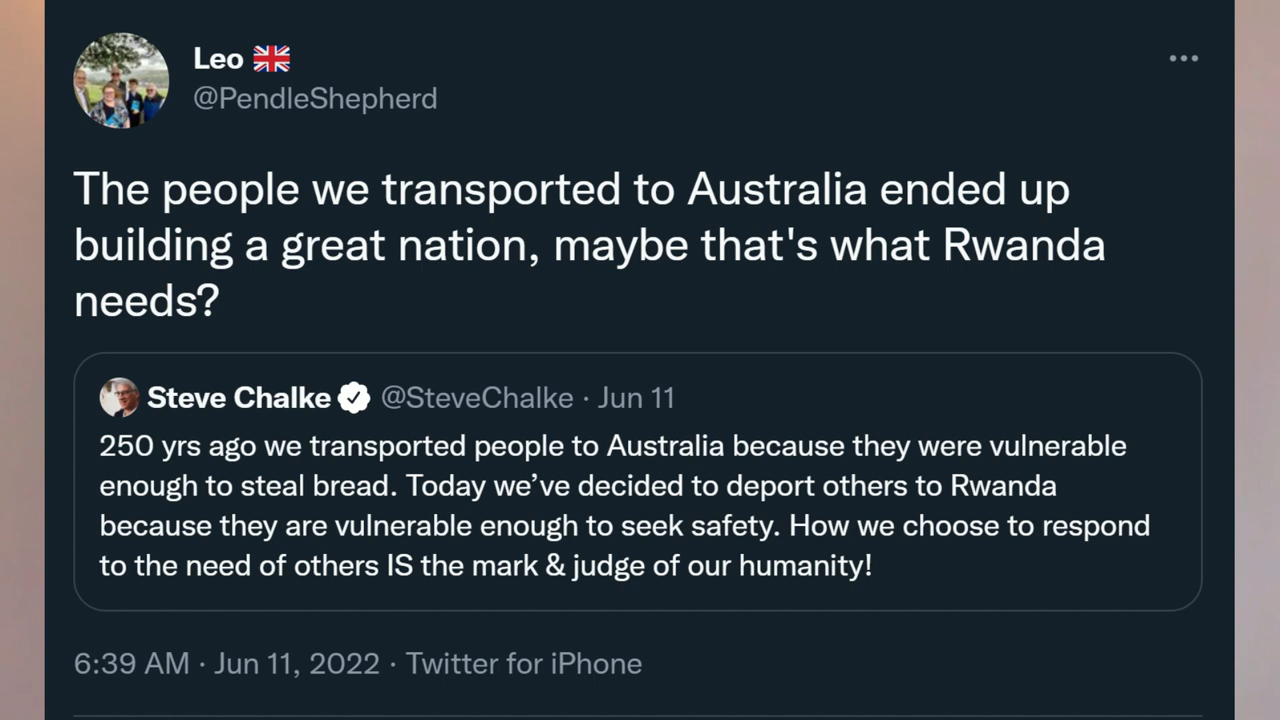 Leo 🇬🇧
@PendleShepherd
The people we transported to Australia ended up
building a great nation, maybe that's what Rwanda
needs?
Steve Chalke @SteveChalke · Jun 11
250 yrs ago we transported people to Australia because they were vulnerable
enough to steal bread. Today we’ve decided to deport others to Rwanda
because they are vulnerable enough to seek safety. How we choose to respond
to the need of others IS the mark & judge of our humanity!
6:39 AM · Jun 11, 2022 · Twitter for iPhone